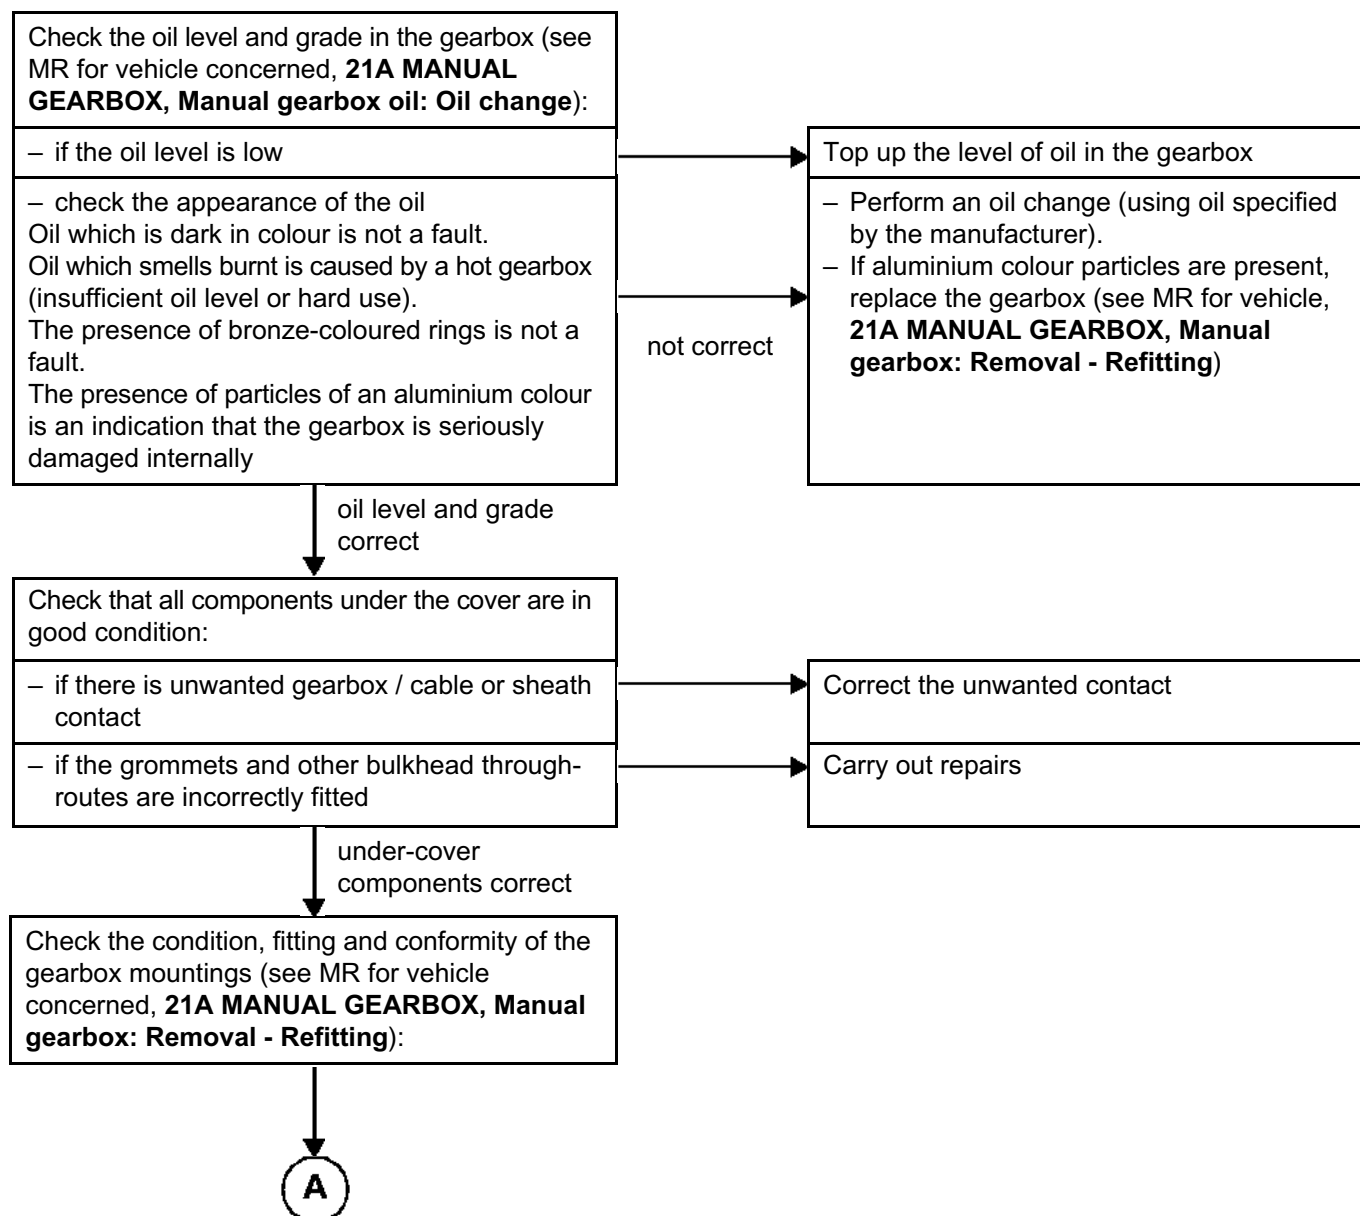 Check the oil level and grade in the gearbox (see
MR for vehicle concerned, 21A MANUAL
GEARBOX, Manual gearbox oil: Oil change):
– if the oil level is low
Top up the level of oil in the gearbox
– check the appearance of the oil
Oil which is dark in colour is not a fault.
Oil which smells burnt is caused by a hot gearbox
(insufficient oil level or hard use).
The presence of bronze-coloured rings is not a
fault.
The presence of particles of an aluminium colour
is an indication that the gearbox is seriously
damaged internally
not correct
– Perform an oil change (using oil specified
by the manufacturer).
– If aluminium colour particles are present,
replace the gearbox (see MR for vehicle,
21A MANUAL GEARBOX, Manual
gearbox: Removal - Refitting)
oil level and grade
correct
Check that all components under the cover are in
good condition:
– if there is unwanted gearbox / cable or sheath
contact
Correct the unwanted contact
– if the grommets and other bulkhead through-
routes are incorrectly fitted
Carry out repairs
under-cover
components correct
Check the condition, fitting and conformity of the
gearbox mountings (see MR for vehicle
concerned, 21A MANUAL GEARBOX, Manual
gearbox: Removal - Refitting):
A